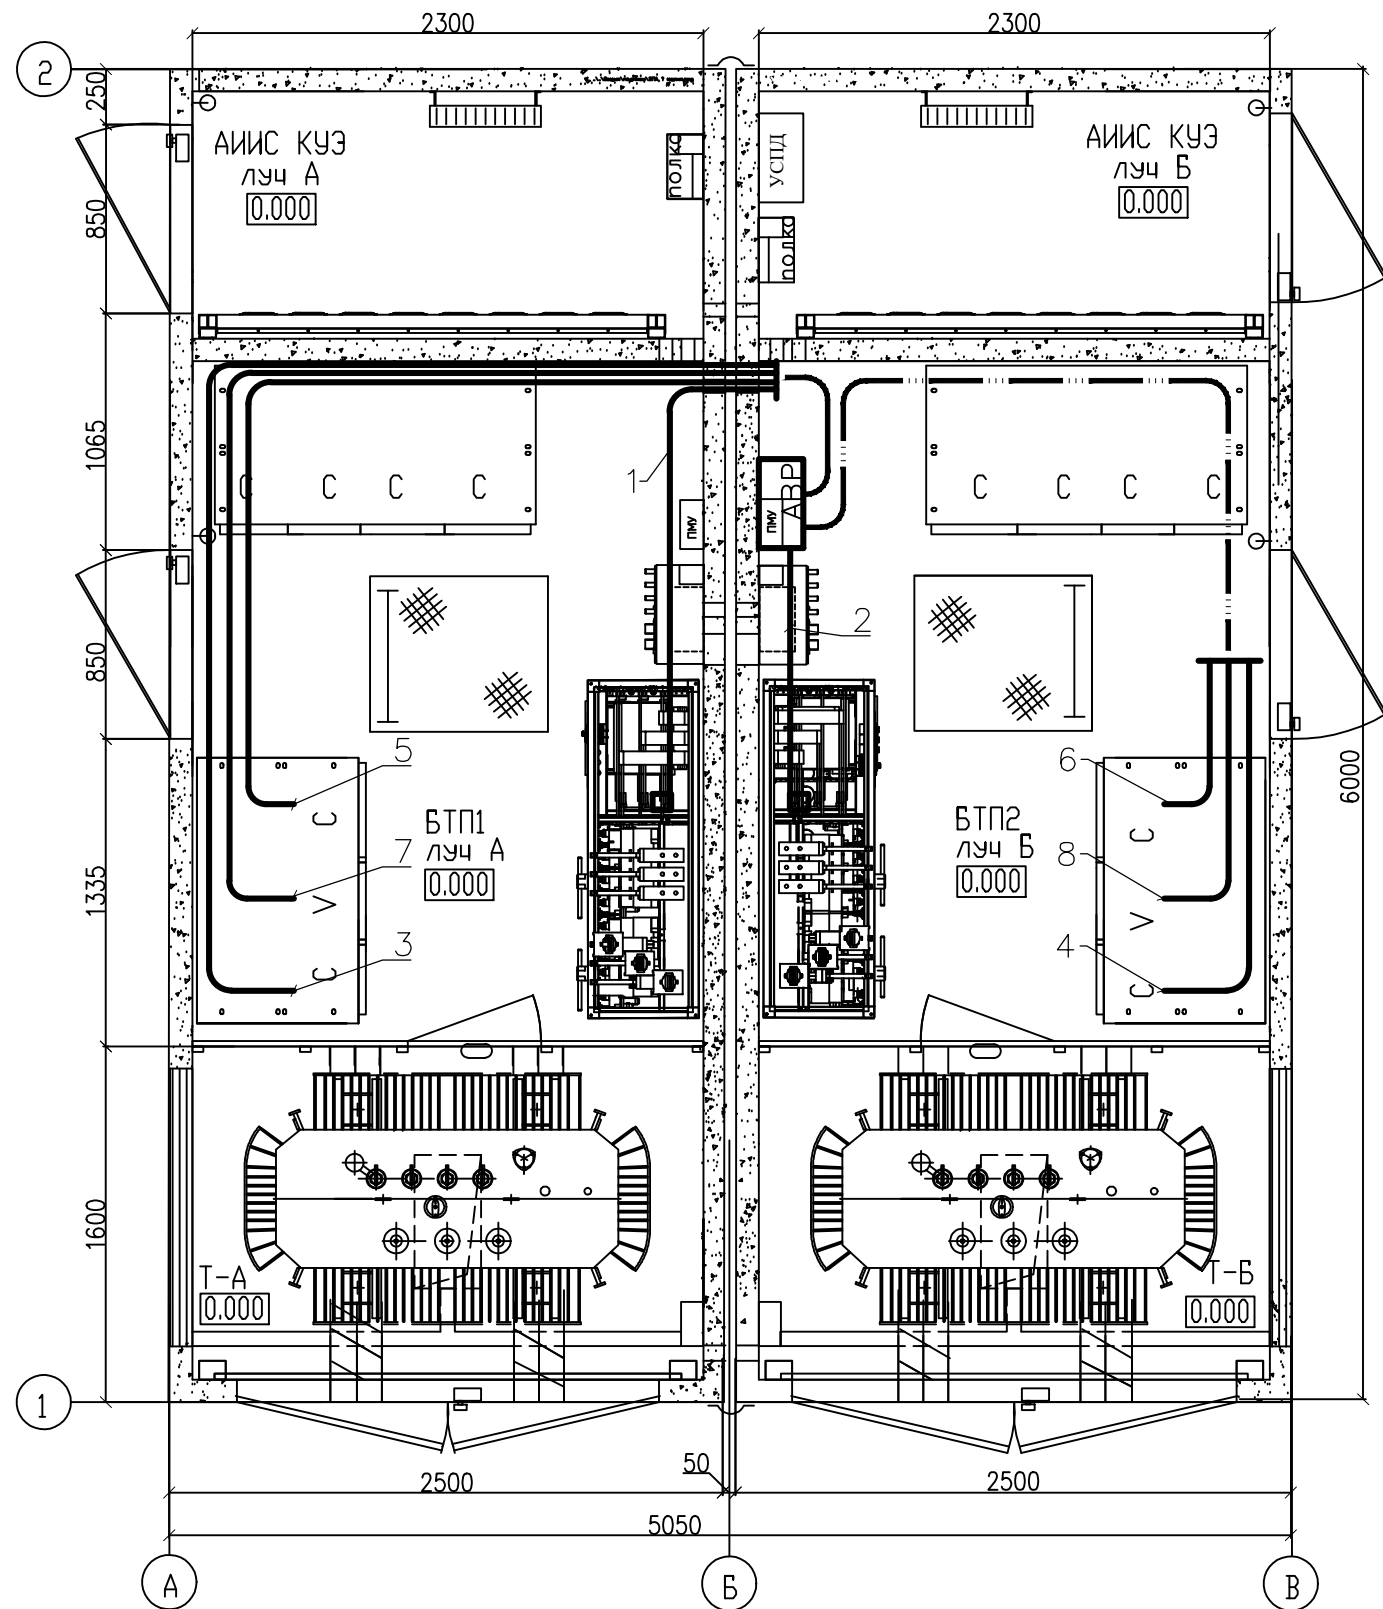 2300
2300
2
250
АИИС КУЭ
луч А
0.000
полка
УСПД
АИИС КУЭ
луч Б
0.000
850
полка
1065
С
С
С
С
1
ПМУ
ПМУ
АВР
С
С
С
С
850
2
5
6
6000
С
С
БТП1
луч А
0.000
БТП2
луч Б
0.000
7
8
1335
V
V
3
4
С
С
1600
Т-А
0.000
Т-Б
0.000
1
50
2500
2500
5050
А
Б
В